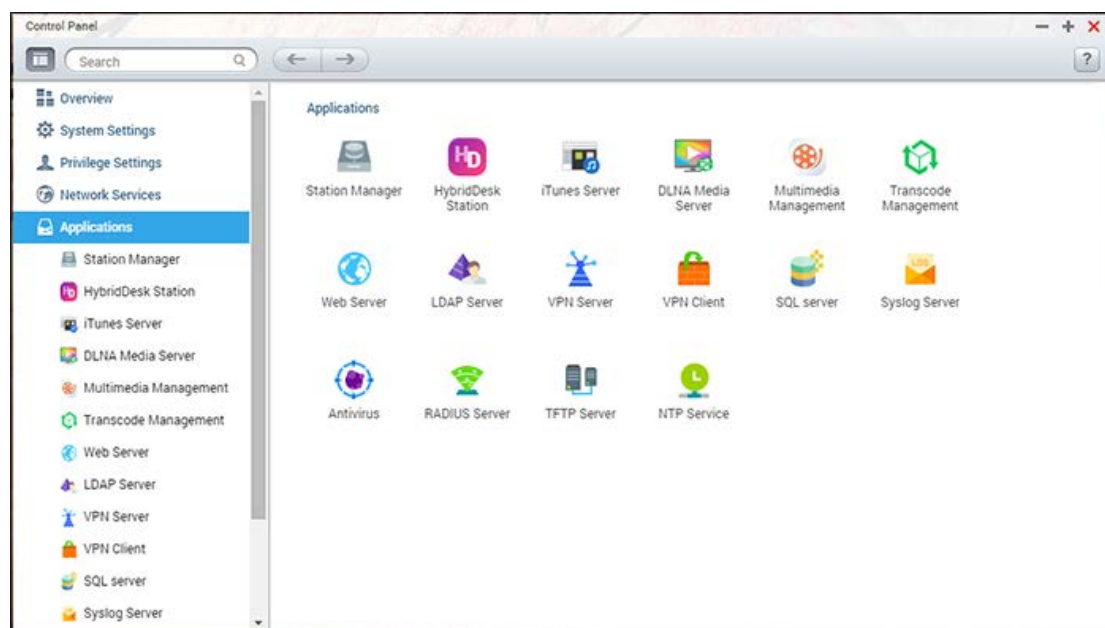 Control Panel
Search
?
Overview
System Settings
Privilege Settings
Network Services
Applications
Station Manager
HybridDesk Station
iTunes Server
DLNA Media Server
Multimedia Management
Transcode Management
Web Server
LDAP Server
VPN Server
VPN Client
SQL server
Syslog Server
Applications
Station Manager
HD
HybridDesk
Station
iTunes Server
DLNA Media
Server
Multimedia
Management
Transcode
Management
Web Server
LDAP Server
VPN Server
VPN Client
SQL server
LOG
Syslog Server
Antivirus
RADIUS Server
TFTP Server
NTP Service